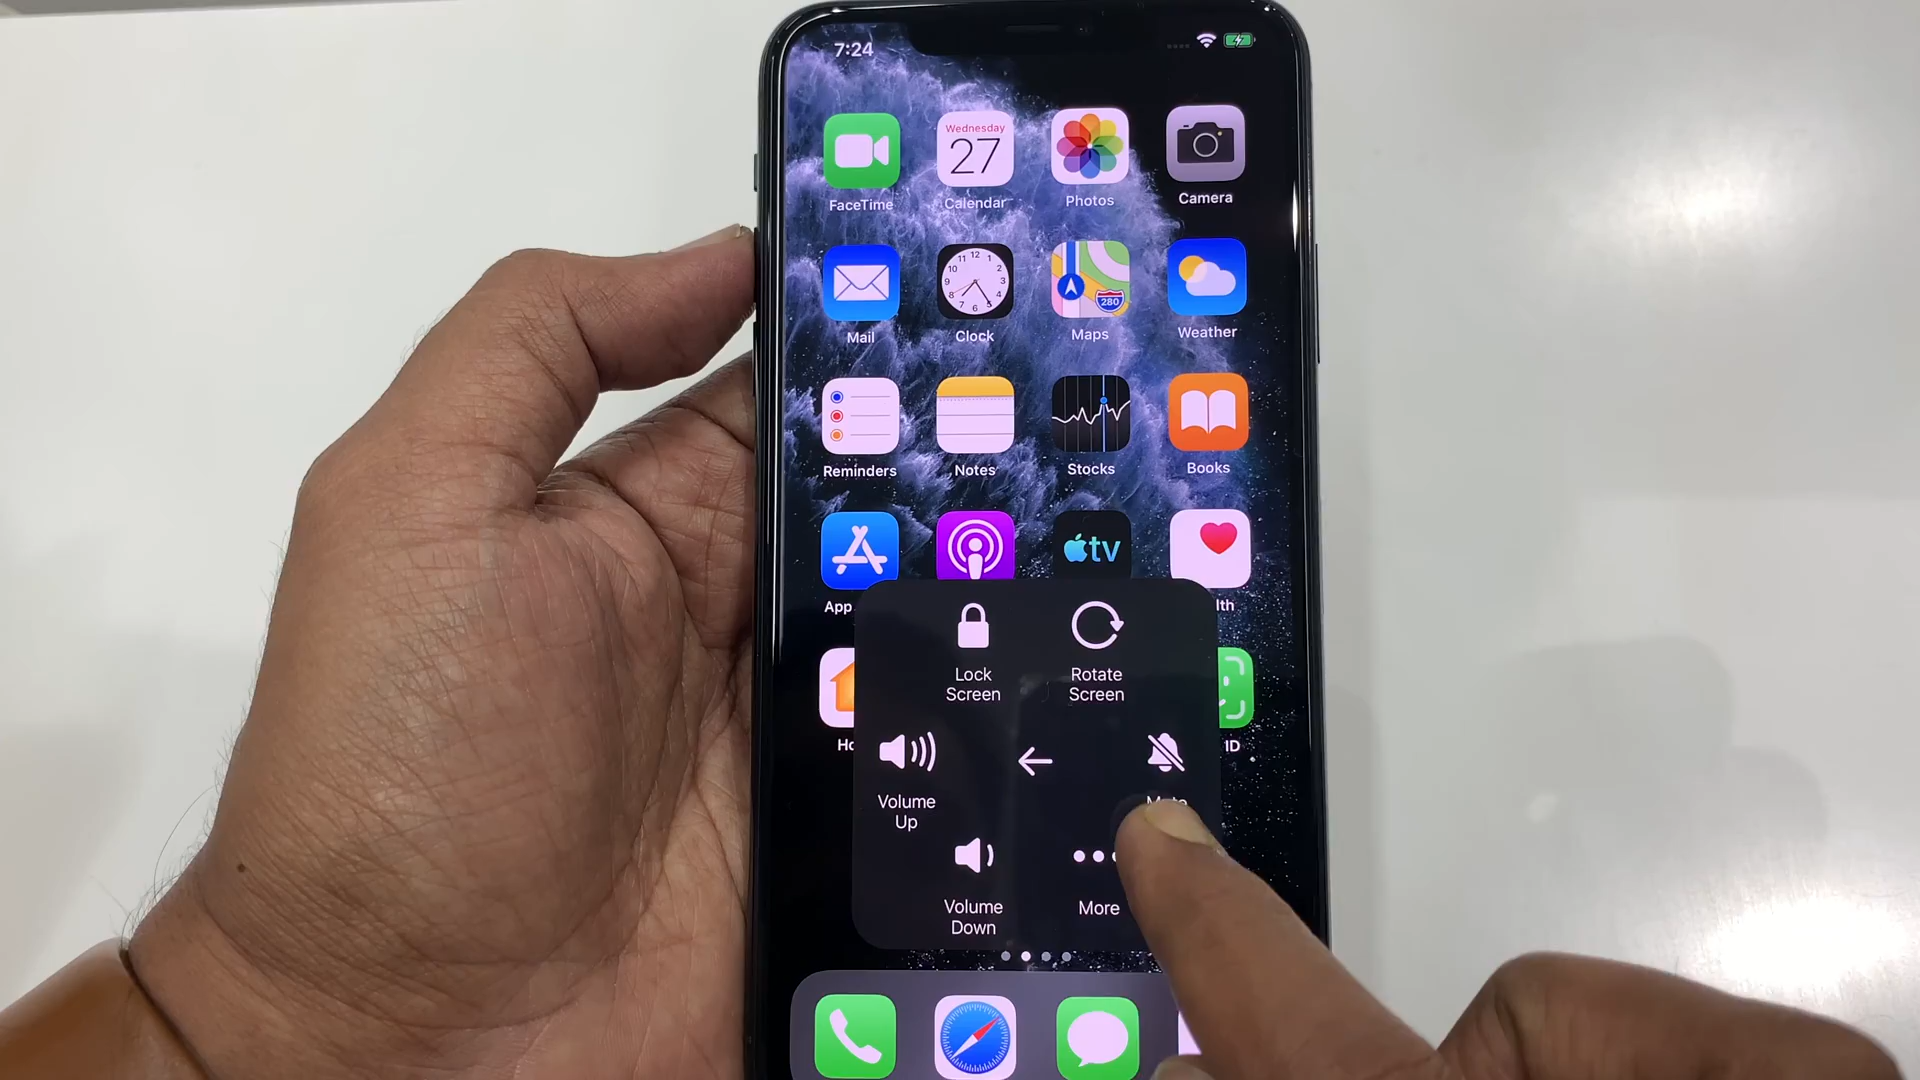 7:24
Wednesday
27
FaceTime
Calendar
Photos
Camera
280
Mail
Clock
Maps
Weather
Reminders
Notes
Stocks
Books
tv
App
lth
Lock
Screen
Rotate
Screen
Ho
ID
Volume
Up
Mute
Volume
Down
More